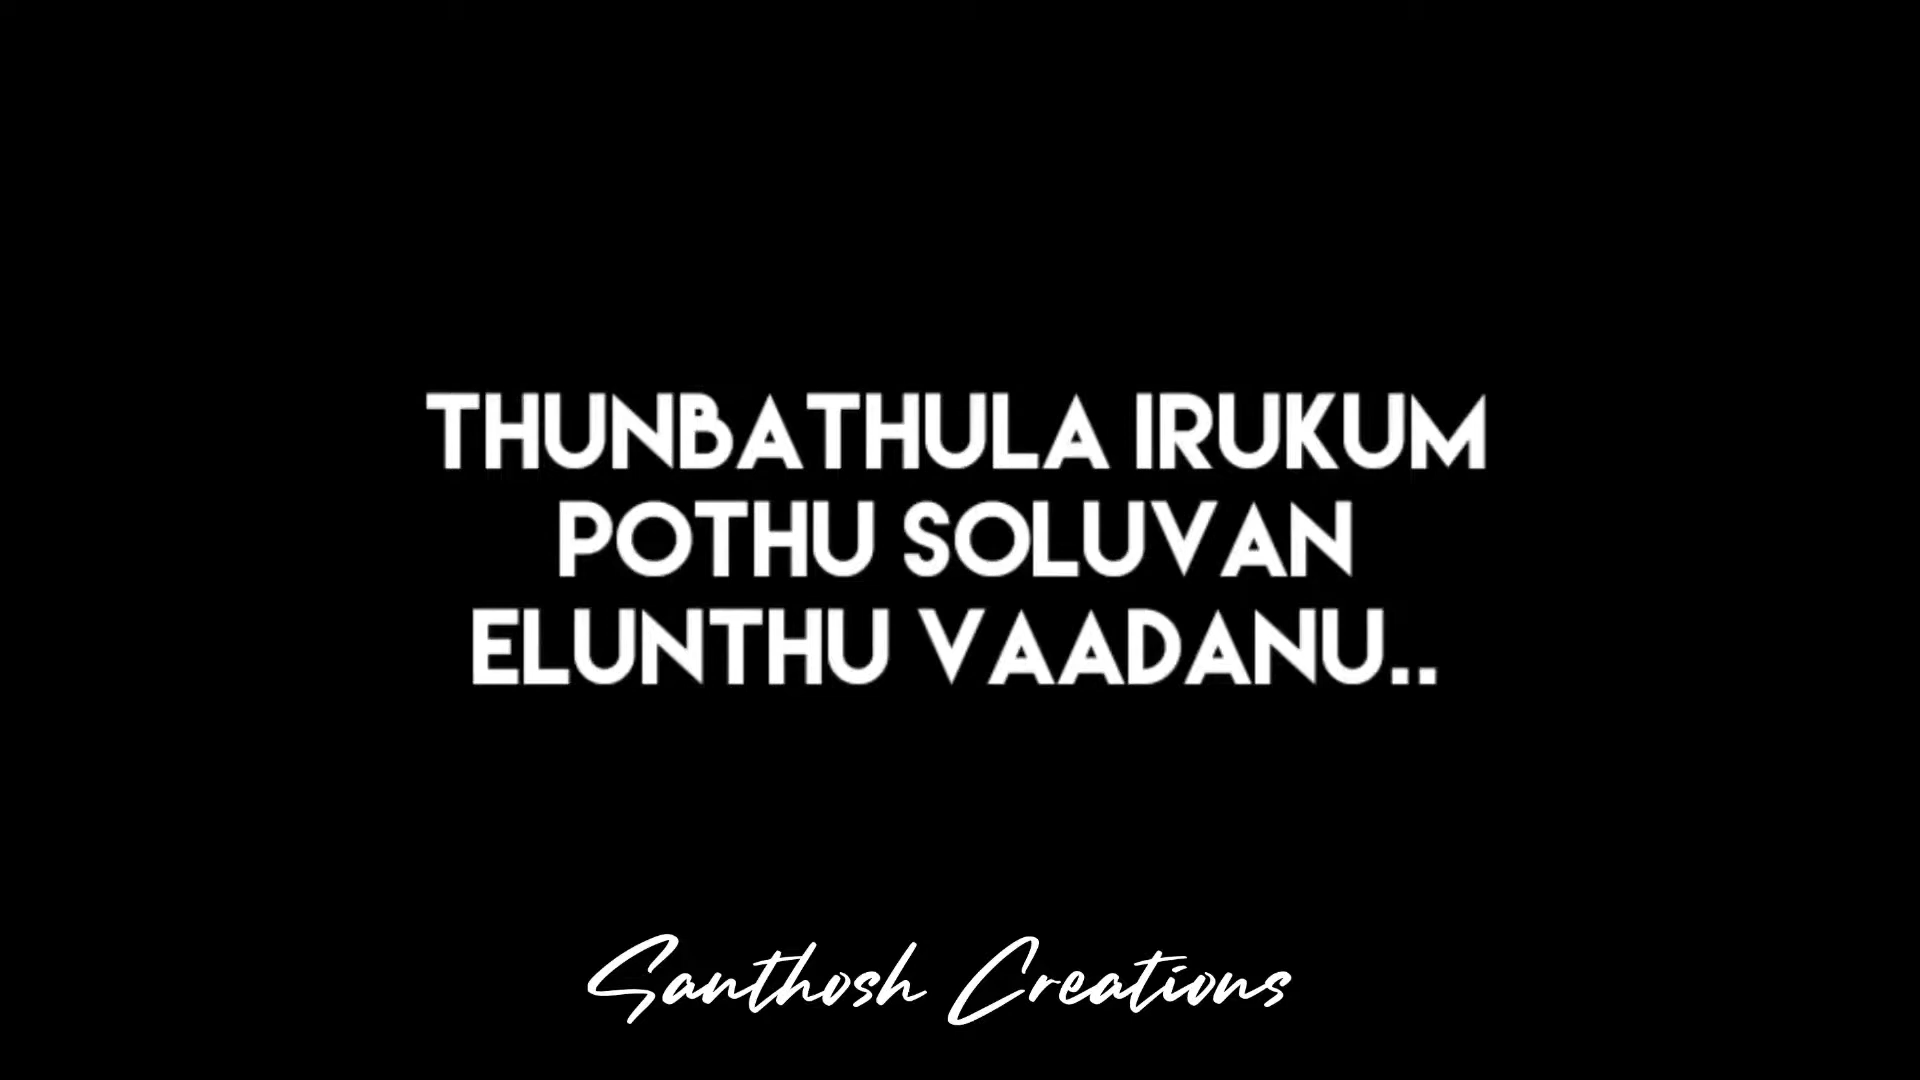 THUNBATHULA IRUKUM
POTHU SOLUVAN
ELUNTHU VAADANU..
Santhosh Creations